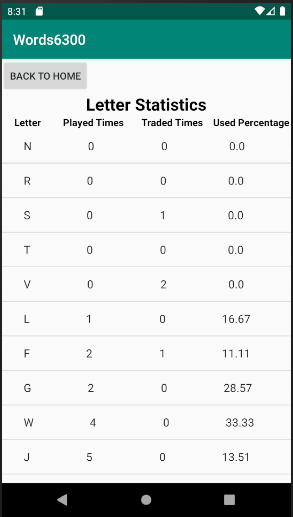 8:31
Words6300
BACK TO HOME
Letter Statistics
Letter Played Times Traded Times Used Percentage
N 0 0 0.0
R 0 0 0.0
S 0 1 0.0
T 0 0 0.0
V 0 2 0.0
L 1 0 16.67
F 2 1 11.11
G 2 0 28.57
W 4 0 33.33
J 5 0 13.51